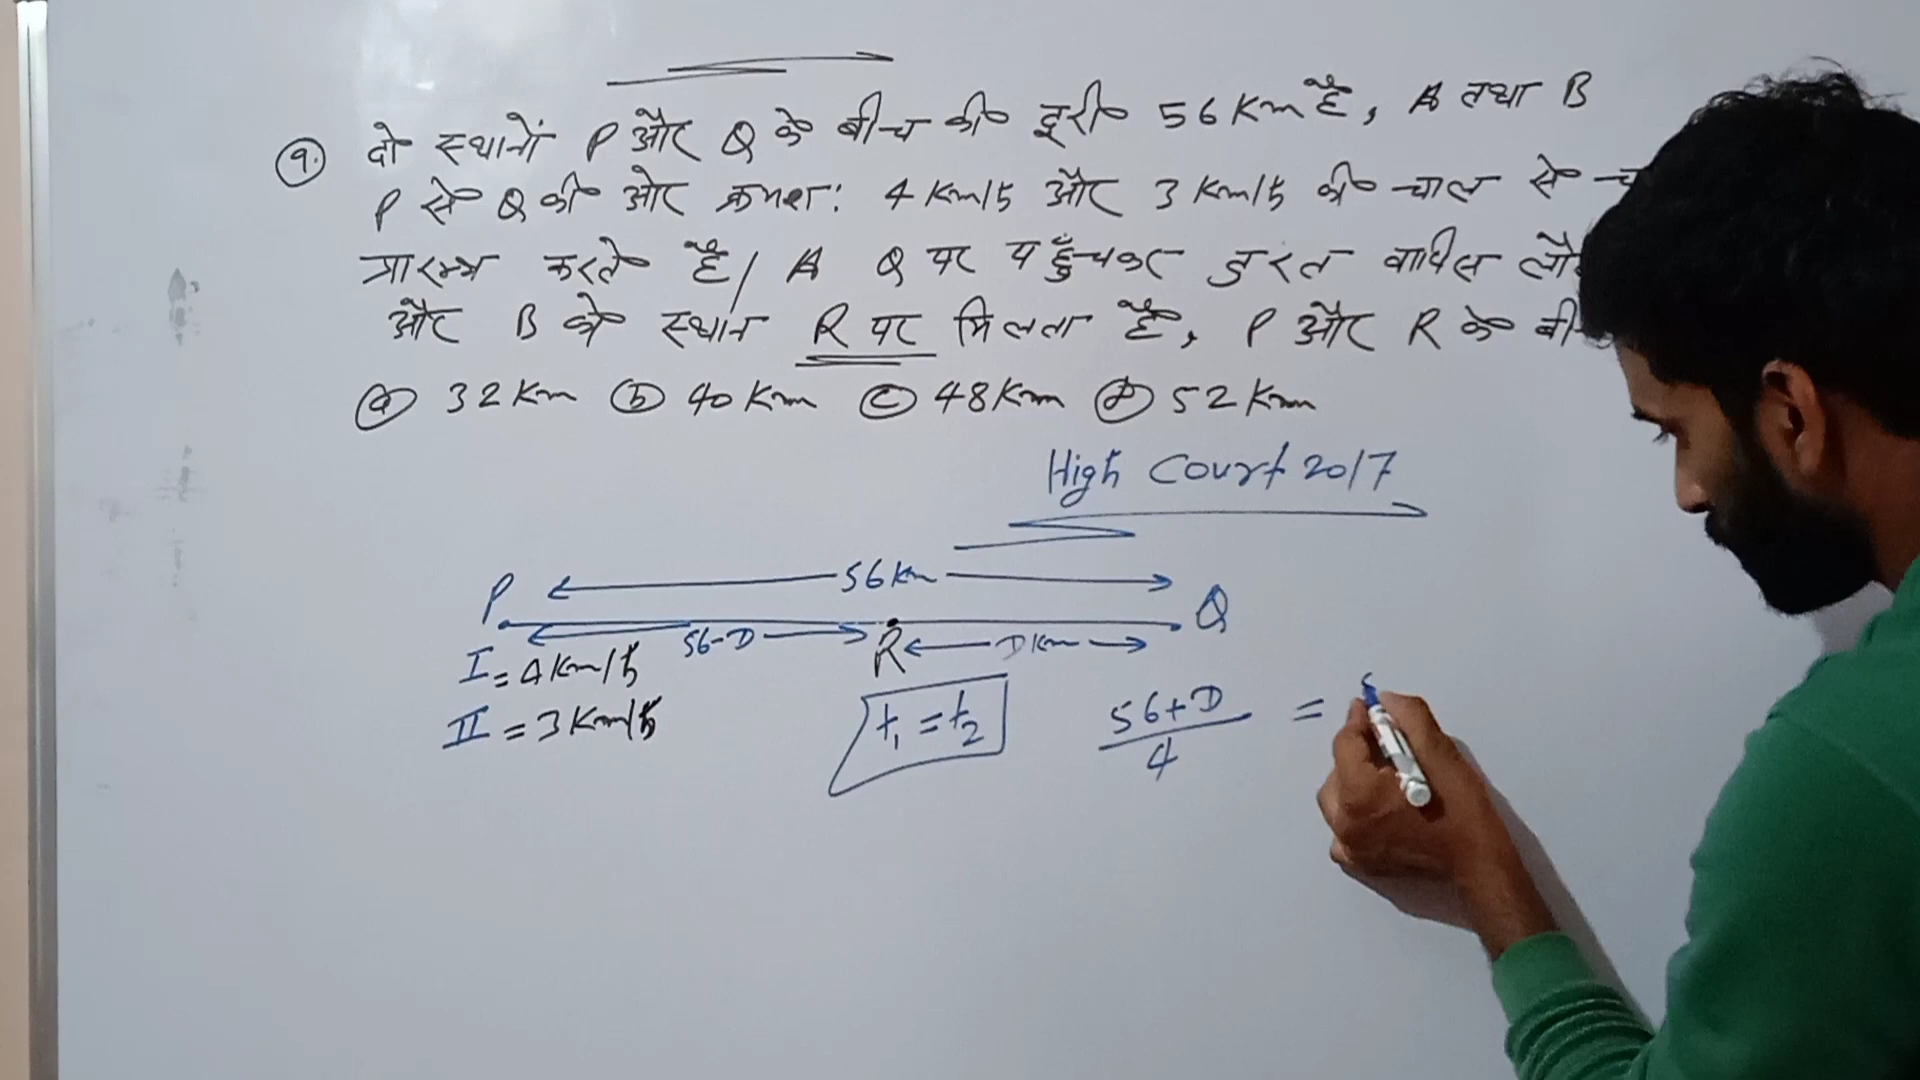 9. दो स्थानों P और Q के बीच की दूरी 56 Km है, A तथा B
P से Q की ओर क्रमश: 4 Km/h और 3 Km/h की चाल से
प्रारम्भ करते है / A Q पर पहुँचकर तुरत वापिस
और B को स्थान R पर मिलता है, P और R के
(a) 32 Km (b) 40 Km (c) 48 Km (d) 52 Km
High Court 2017
56 Km
P Q
56-D R D Km
I = 4 Km/h
II = 3 Km/h
t₁ = t₂
56+D/4 =